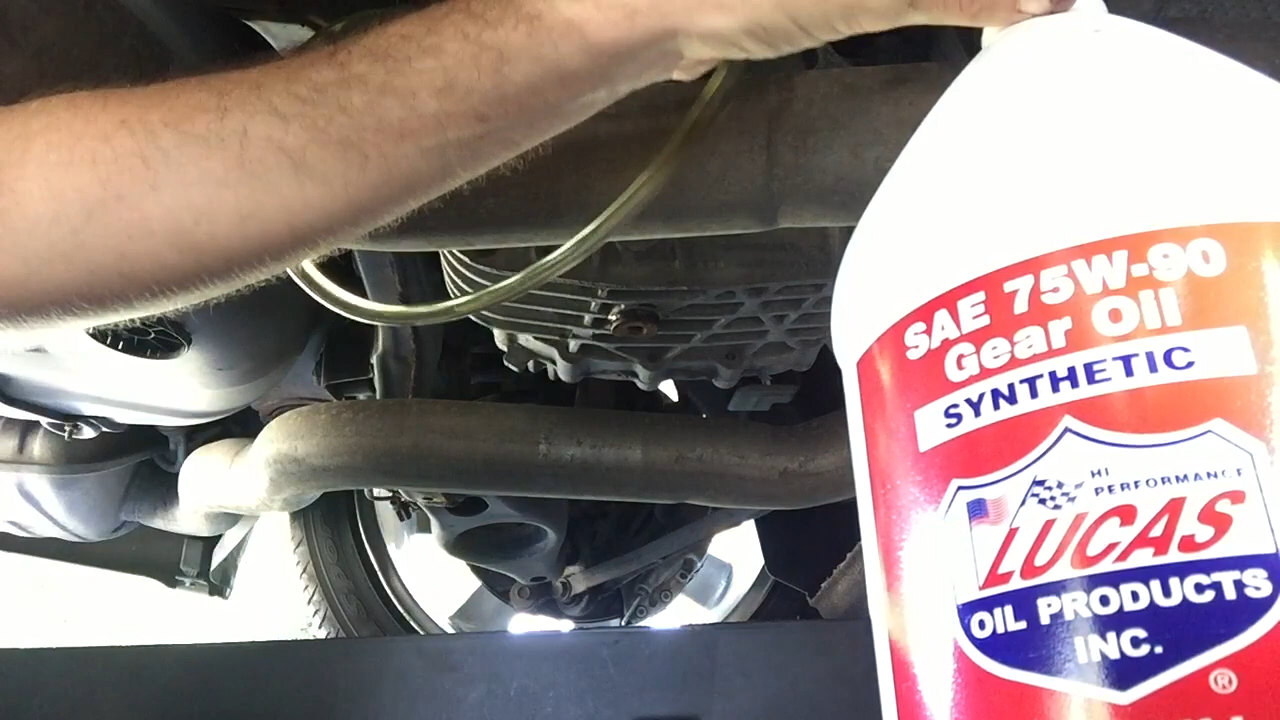 SAE 75W-90
Gear Oil
SYNTHETIC
HI
PERFORMANCE
LUCAS
OIL PRODUCTS
INC.
®